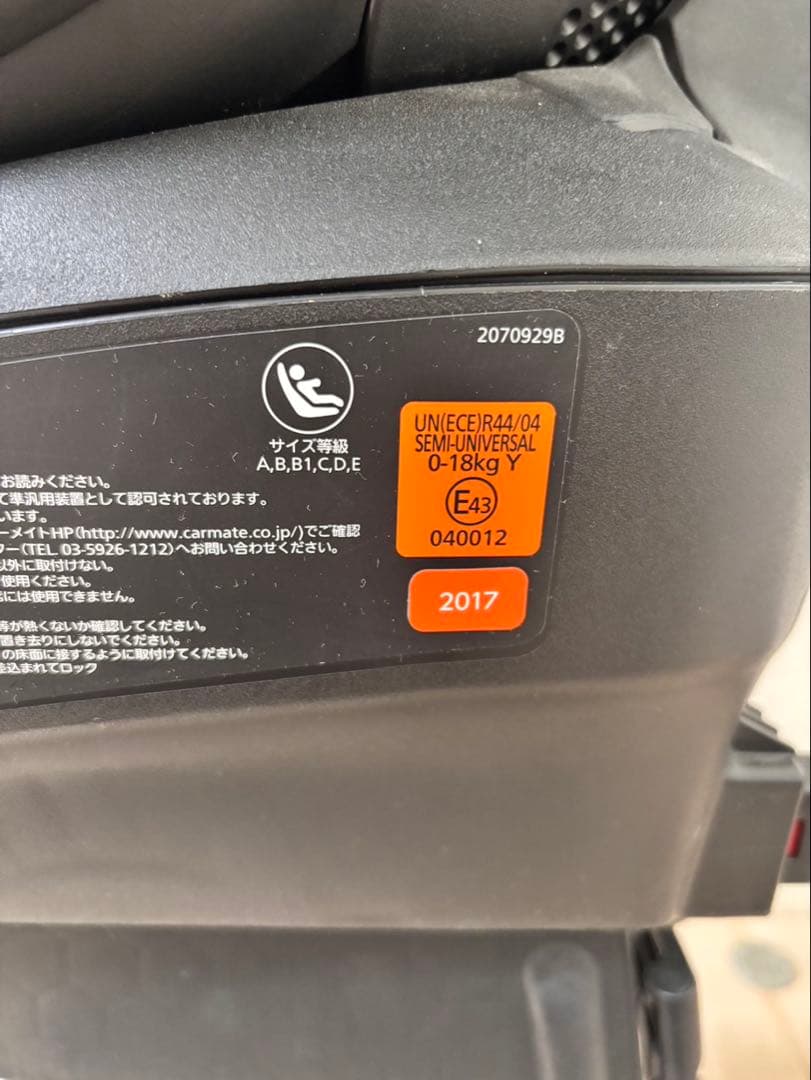 2070929B
サイズ等級
A,B,B1,C,D,E
UN(ECE)R44/04
SEMI-UNIVERSAL
0-18kg Y
E43
040012
2017
お読みください。
て準汎用装置として認可されております。
います。
ーメイトHP(http://www.carmate.co.jp/)でご確認
ター(TEL 03-5926-1212)へお問い合わせください。
以外に取付けない。
使用ください。
には使用できません。
等が熱くないか確認してください。
置き去りにしないでください。
の床面に接するように取付けてください。
込まれてロック